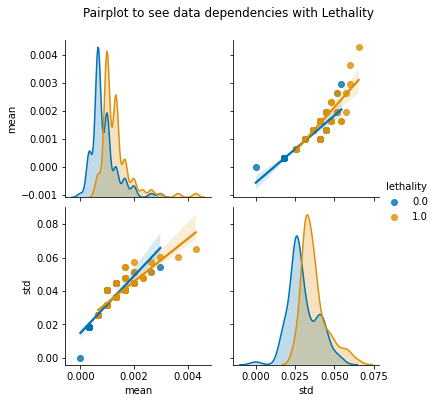 Pairplot to see data dependencies with Lethality
0.004
0.003
0.002
0.001
0.000
−0.001
mean
lethality
0.0
1.0
0.08
0.06
0.04
0.02
0.00
std
0.000 0.002 0.004
mean
0.000 0.025 0.050 0.075
std